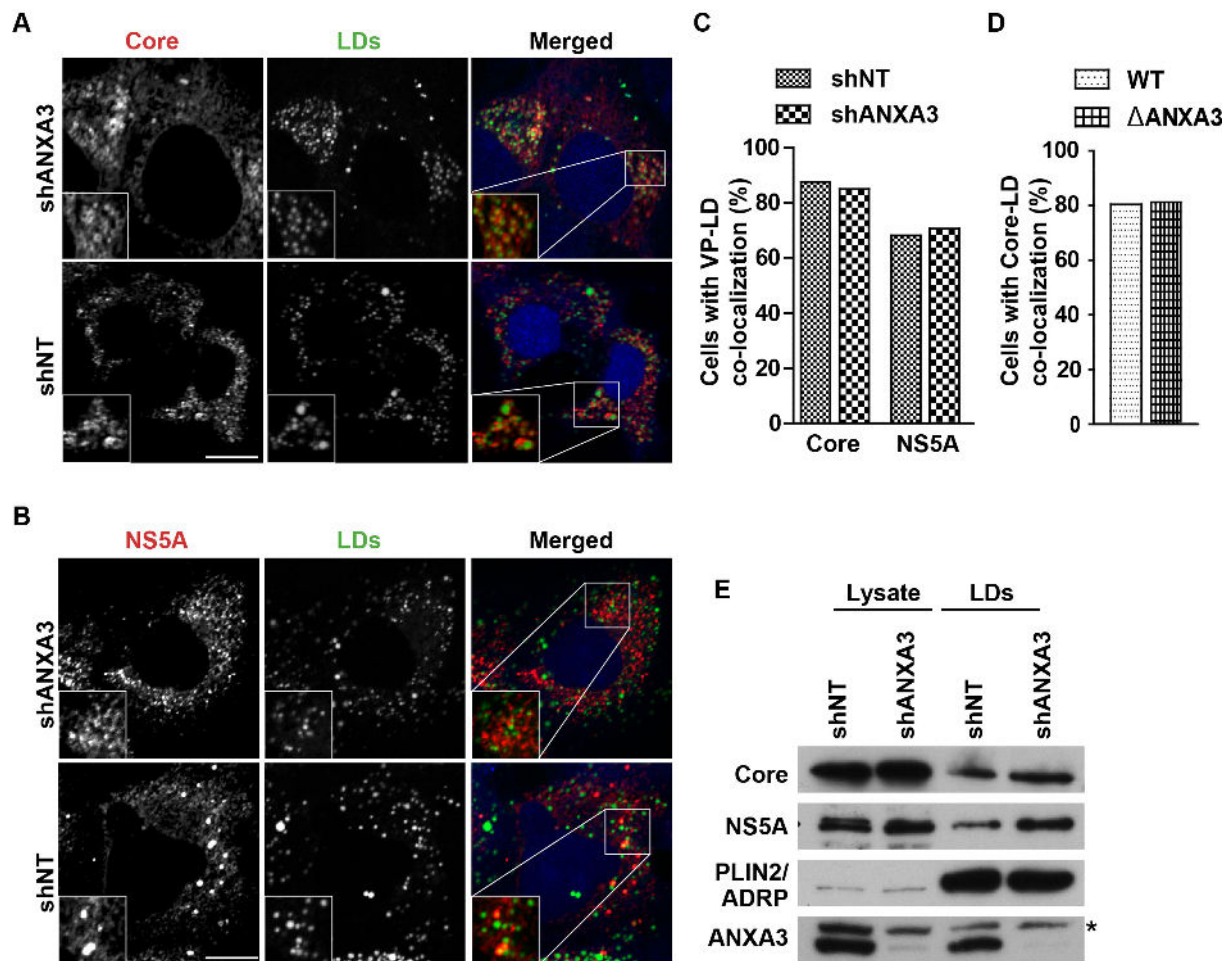 A
Core
LDs
Merged
shANXA3
shNT
B
NS5A
LDs
Merged
shANXA3
shNT
C
shNT
shANXA3
Cells with VP-LD
co-localization (%)
100
80
60
40
20
0
Core
NS5A
D
WT
ΔANXA3
Cells with Core-LD
co-localization (%)
100
80
60
40
20
0
E
Lysate
LDs
shNT
shANXA3
shNT
shANXA3
Core
NS5A
PLIN2/
ADRP
ANXA3
*